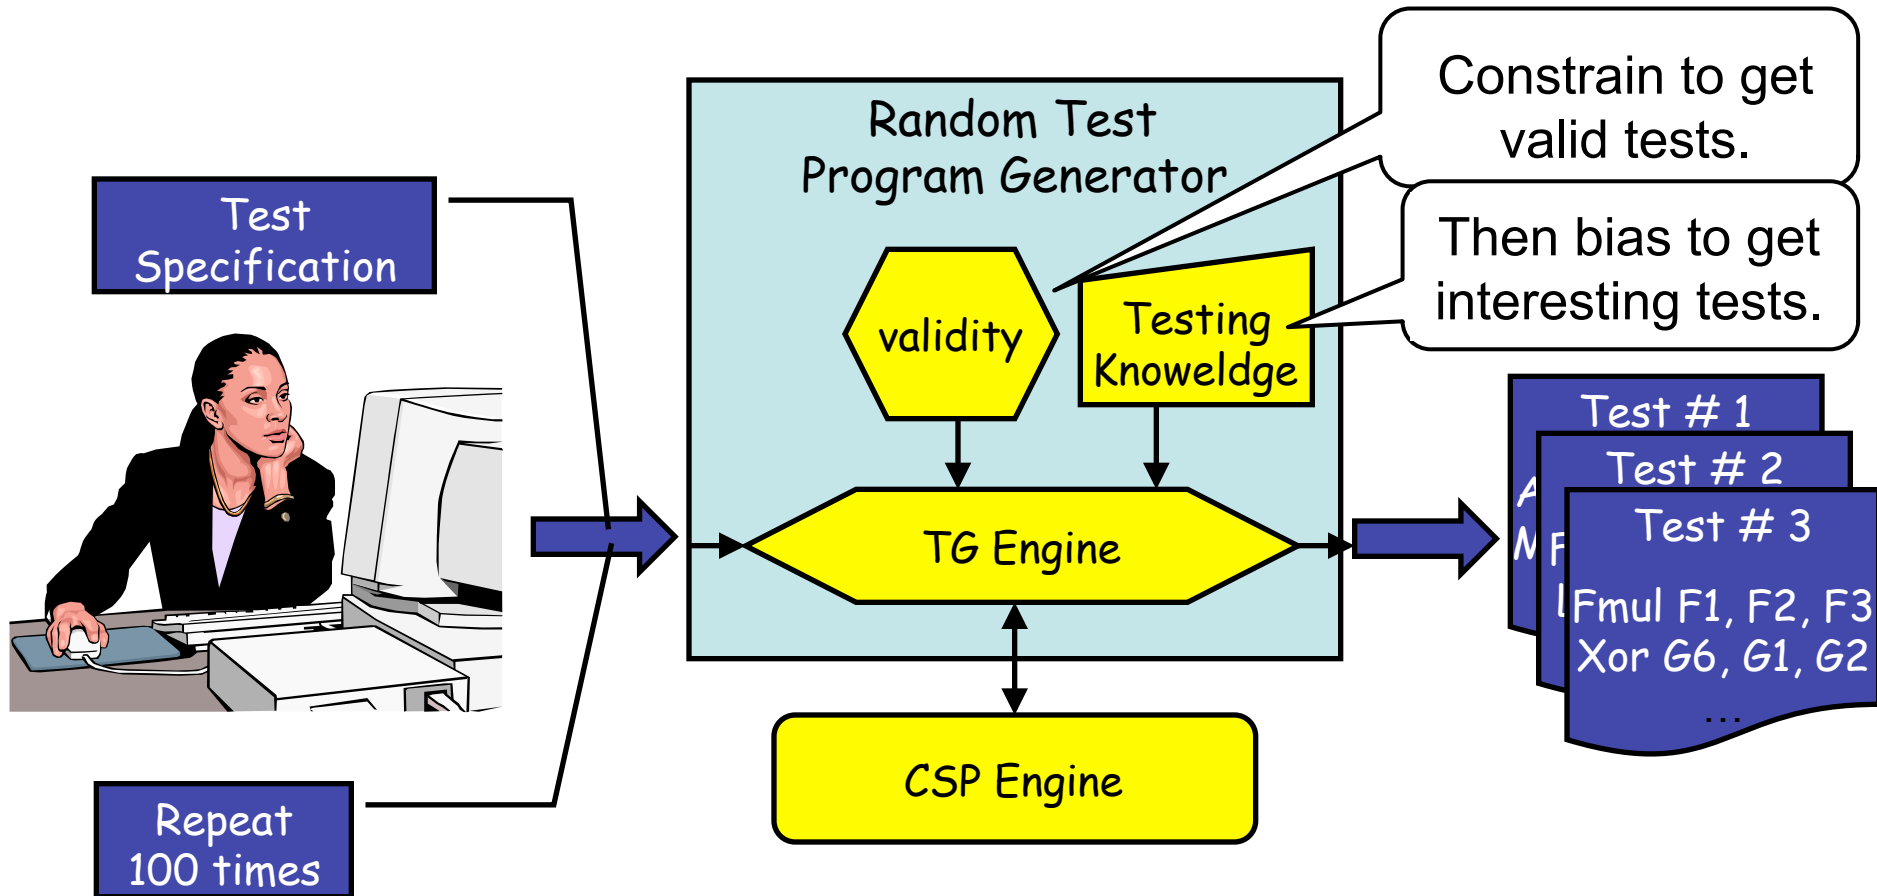 Test
Specification
Repeat
100 times
Random Test
Program Generator
validity
Testing
Knoweldge
TG Engine
CSP Engine
Constrain to get
valid tests.
Then bias to get
interesting tests.
Test # 1
A
M
Test # 2
F
Test # 3
Fmul F1, F2, F3
Xor G6, G1, G2
...